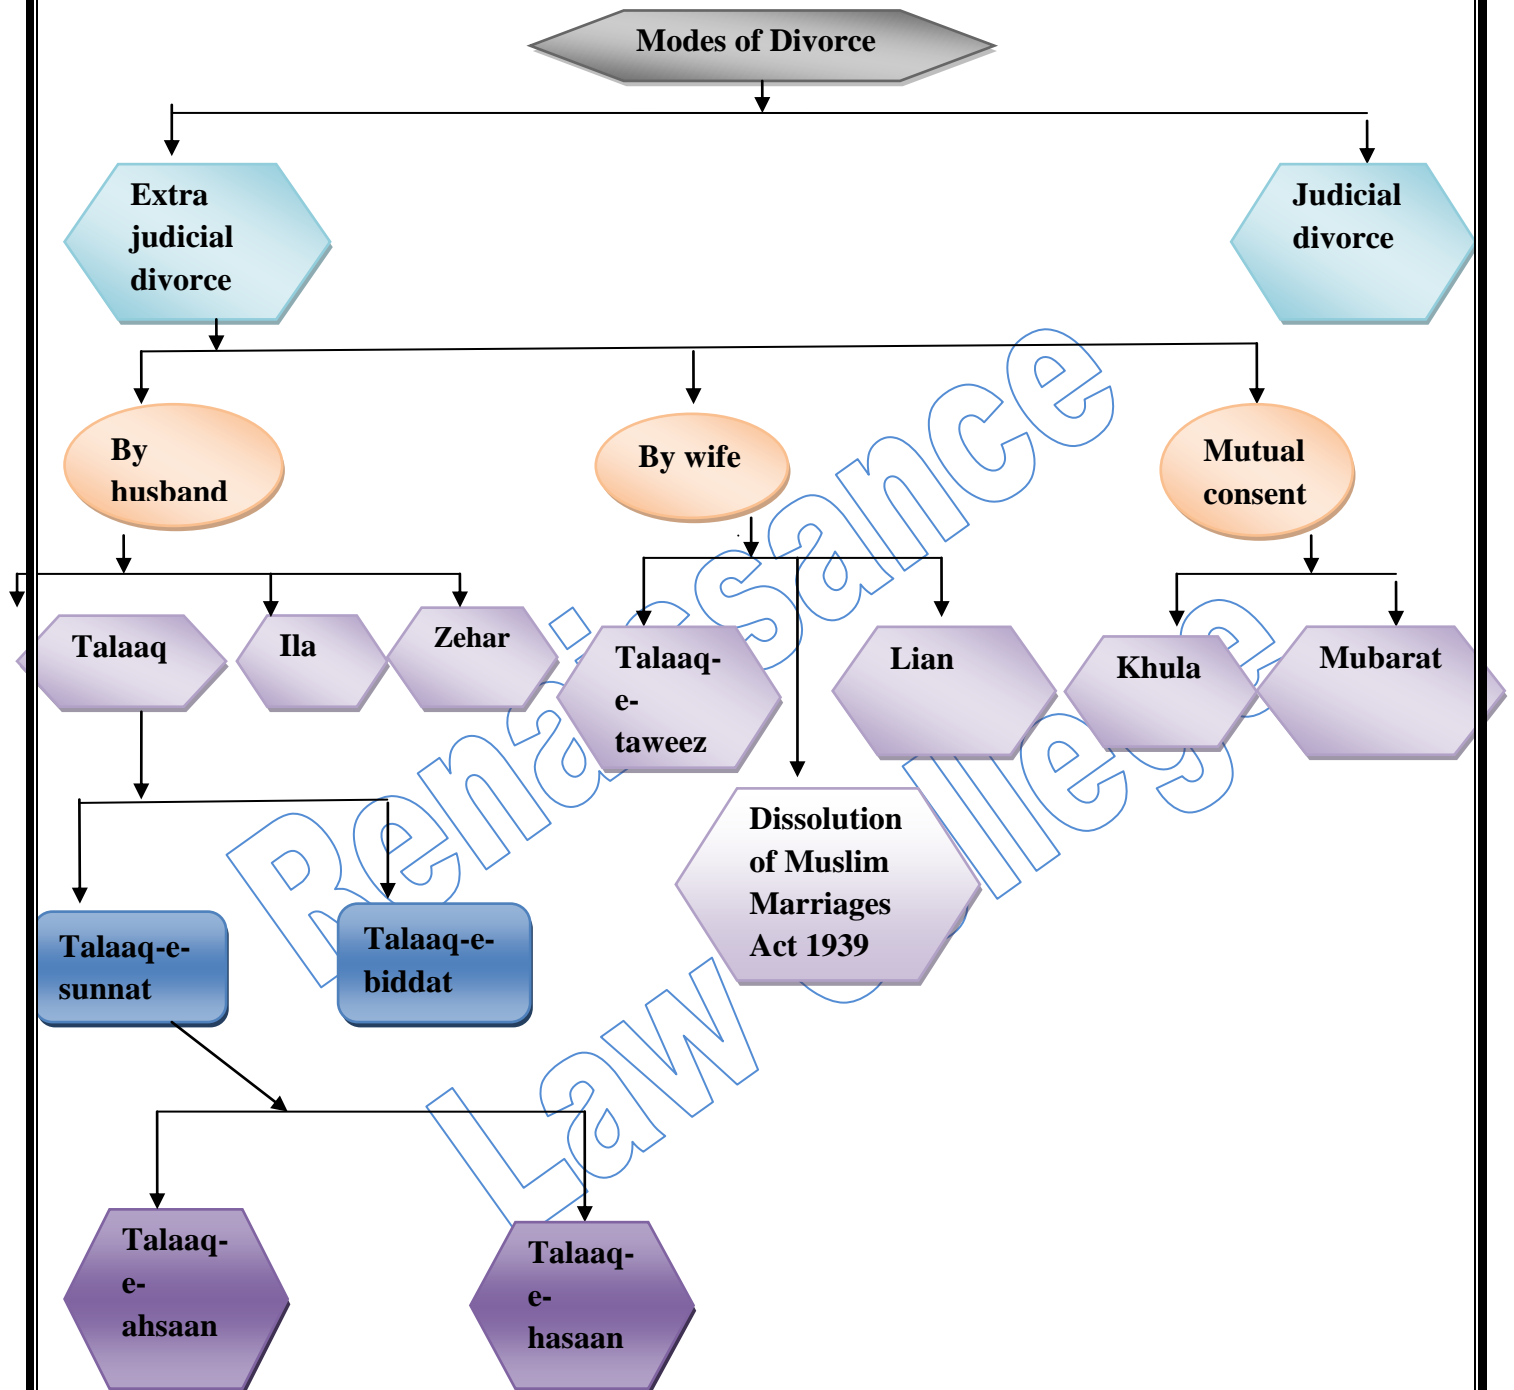 Modes of Divorce
Extra
judicial
divorce
Judicial
divorce
By
husband
By wife
Mutual
consent
Talaaq
Ila
Zehar
Talaaq-
e-
taweez
Lian
Khula
Mubarat
Dissolution
of Muslim
Marriages
Act 1939
Talaaq-e-
sunnat
Talaaq-e-
biddat
Talaaq-
e-
ahsaan
Talaaq-
e-
hasaan
Renaissance
Law College